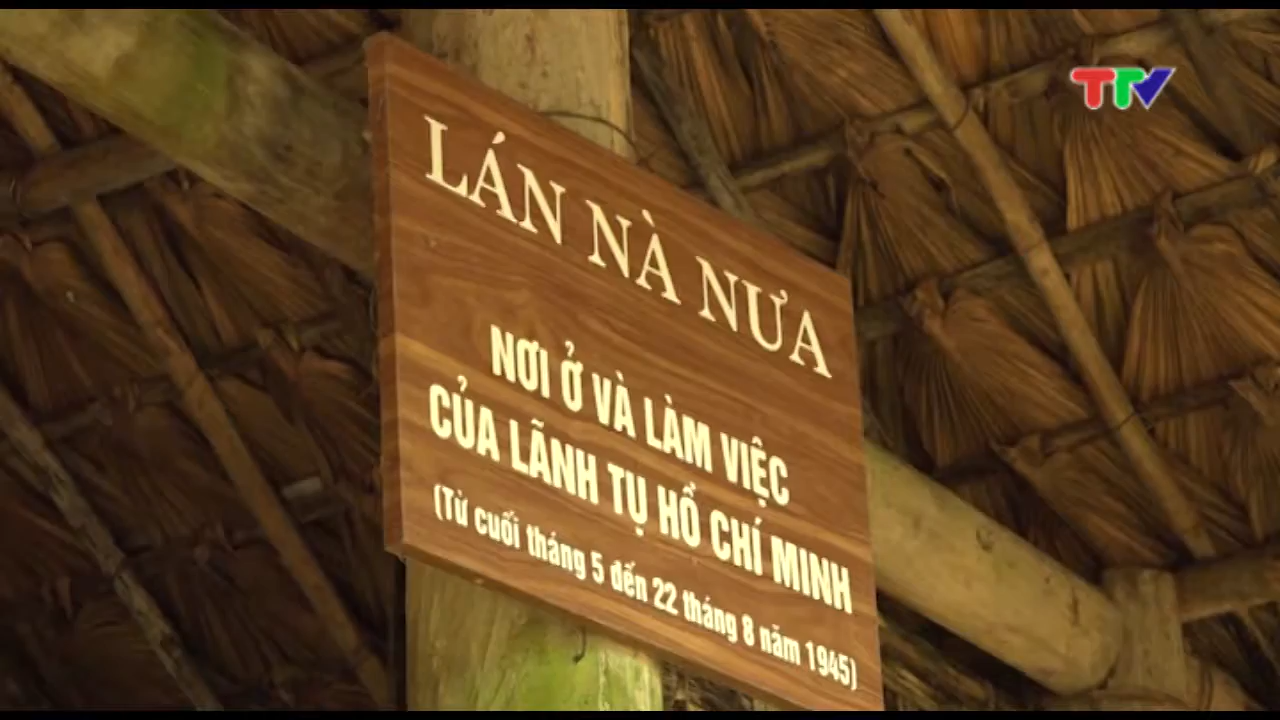 TTV
LÁN NÀ NƯA
NƠI Ở VÀ LÀM VIỆC
CỦA LÃNH TỤ HỒ CHÍ MINH
(Từ cuối tháng 5 đến 22 tháng 8 năm 1945)